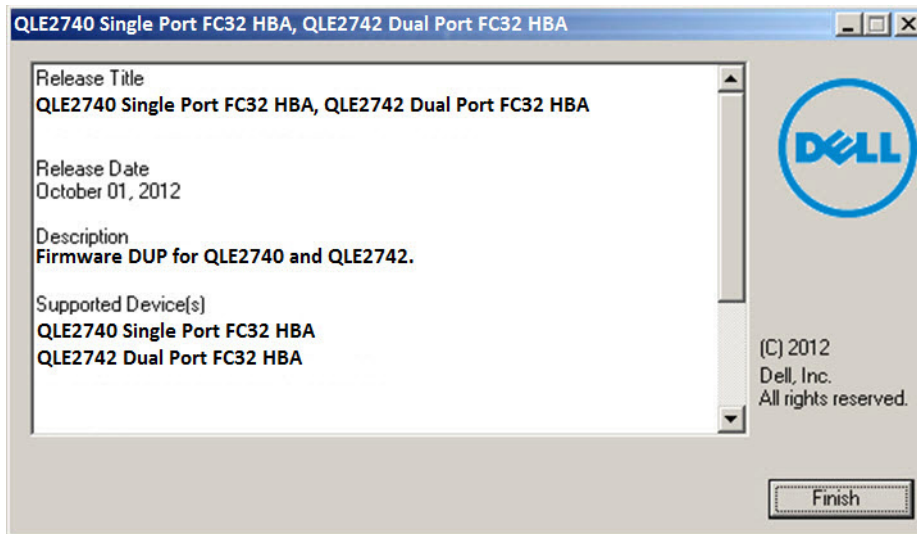 QLE2740 Single Port FC32 HBA, QLE2742 Dual Port FC32 HBA
Release Title
QLE2740 Single Port FC32 HBA, QLE2742 Dual Port FC32 HBA
Release Date
October 01, 2012
Description
Firmware DUP for QLE2740 and QLE2742.
Supported Device(s)
QLE2740 Single Port FC32 HBA
QLE2742 Dual Port FC32 HBA
DELL
(C) 2012
Dell, Inc.
All rights reserved.
Finish